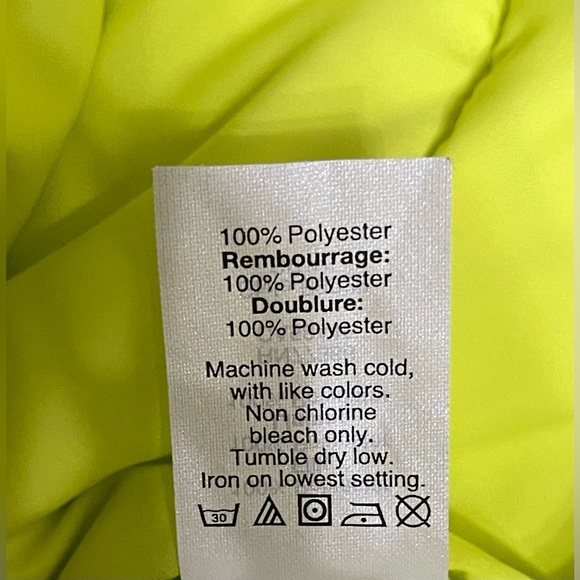 100% Polyester
Rembourrage:
100% Polyester
Doublure:
100% Polyester
Machine wash cold,
with like colors.
Non chlorine
bleach only.
Tumble dry low.
Iron on lowest setting.
30